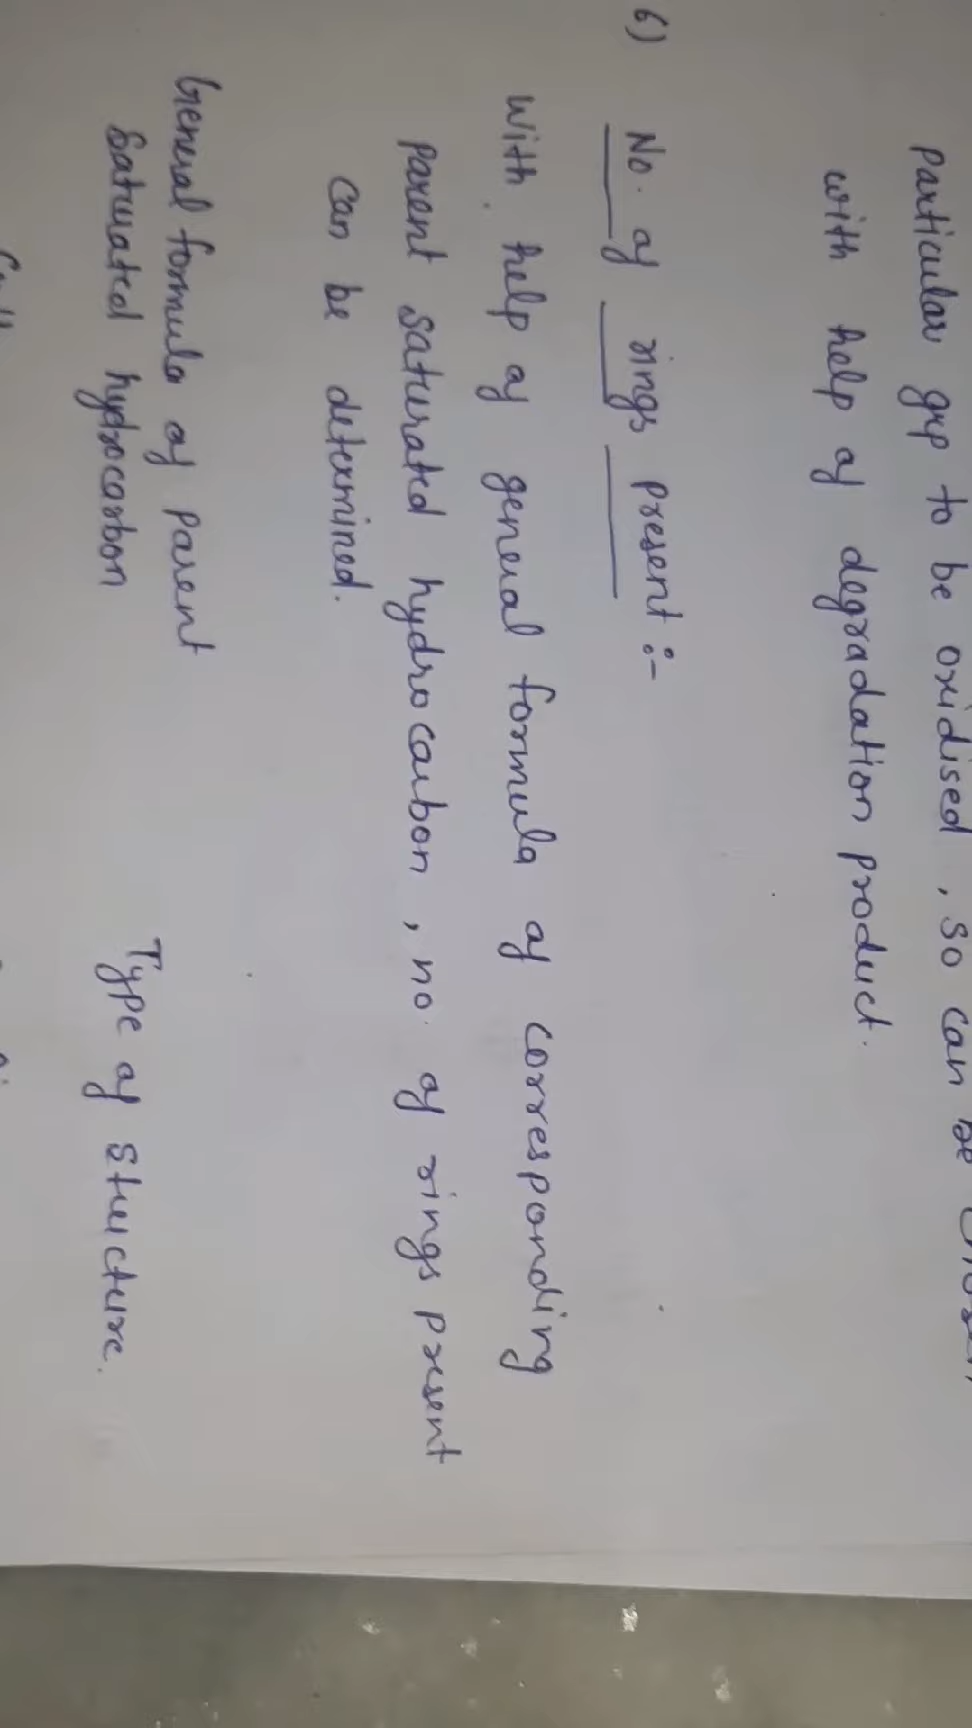 particular grp to be oxidised, so can be
with help of degradation product.
6) No. of rings present :-
with help of general formula of corresponding
parent saturated hydrocarbon, no. of rings present
can be determined.
General formula of parent Type of structure.
saturated hydrocarbon